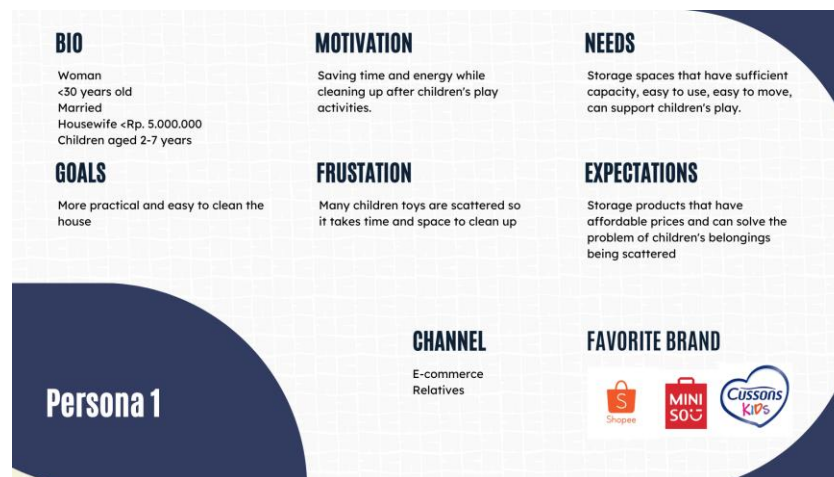 BIO
Woman
<30 years old
Married
Housewife <Rp. 5.000.000
Children aged 2-7 years
MOTIVATION
Saving time and energy while
cleaning up after children's play
activities.
NEEDS
Storage spaces that have sufficient
capacity, easy to use, easy to move,
can support children's play.
GOALS
More practical and easy to clean the
house
FRUSTATION
Many children toys are scattered so
it takes time and space to clean up
EXPECTATIONS
Storage products that have
affordable prices and can solve the
problem of children's belongings
being scattered
Persona 1
CHANNEL
E-commerce
Relatives
FAVORITE BRAND
S
Shopee
MINI
SO
Cussons
KiDs